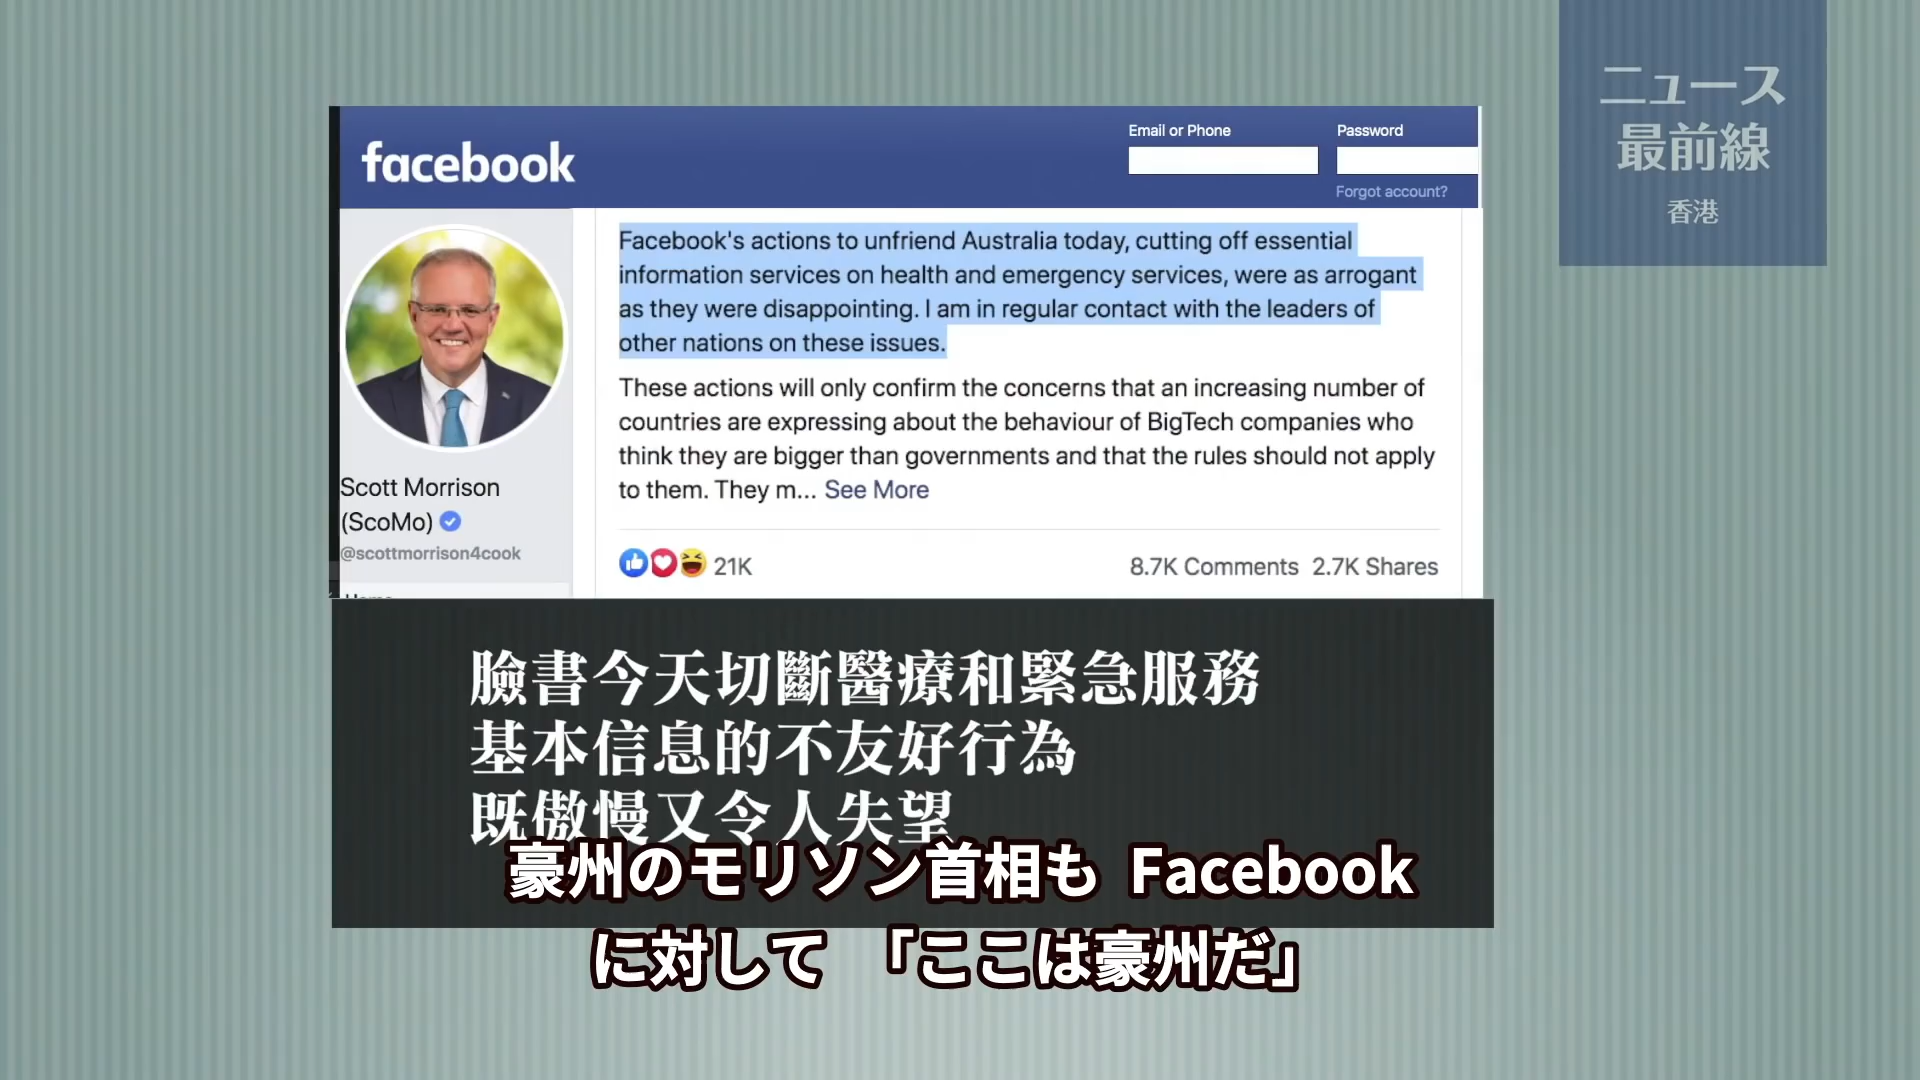 ニュース
最前線
香港
facebook
Email or Phone
Password
Forgot account?
Facebook's actions to unfriend Australia today, cutting off essential
information services on health and emergency services, were as arrogant
as they were disappointing. I am in regular contact with the leaders of
other nations on these issues.
These actions will only confirm the concerns that an increasing number of
countries are expressing about the behaviour of BigTech companies who
think they are bigger than governments and that the rules should not apply
to them. They m... See More
Scott Morrison
(ScoMo)
@scottmorrison4cook
21K
8.7K Comments 2.7K Shares
臉書今天切斷醫療和緊急服務
基本信息的不友好行為
既傲慢又令人失望
豪州のモリソン首相も Facebook
に対して 「ここは豪州だ」